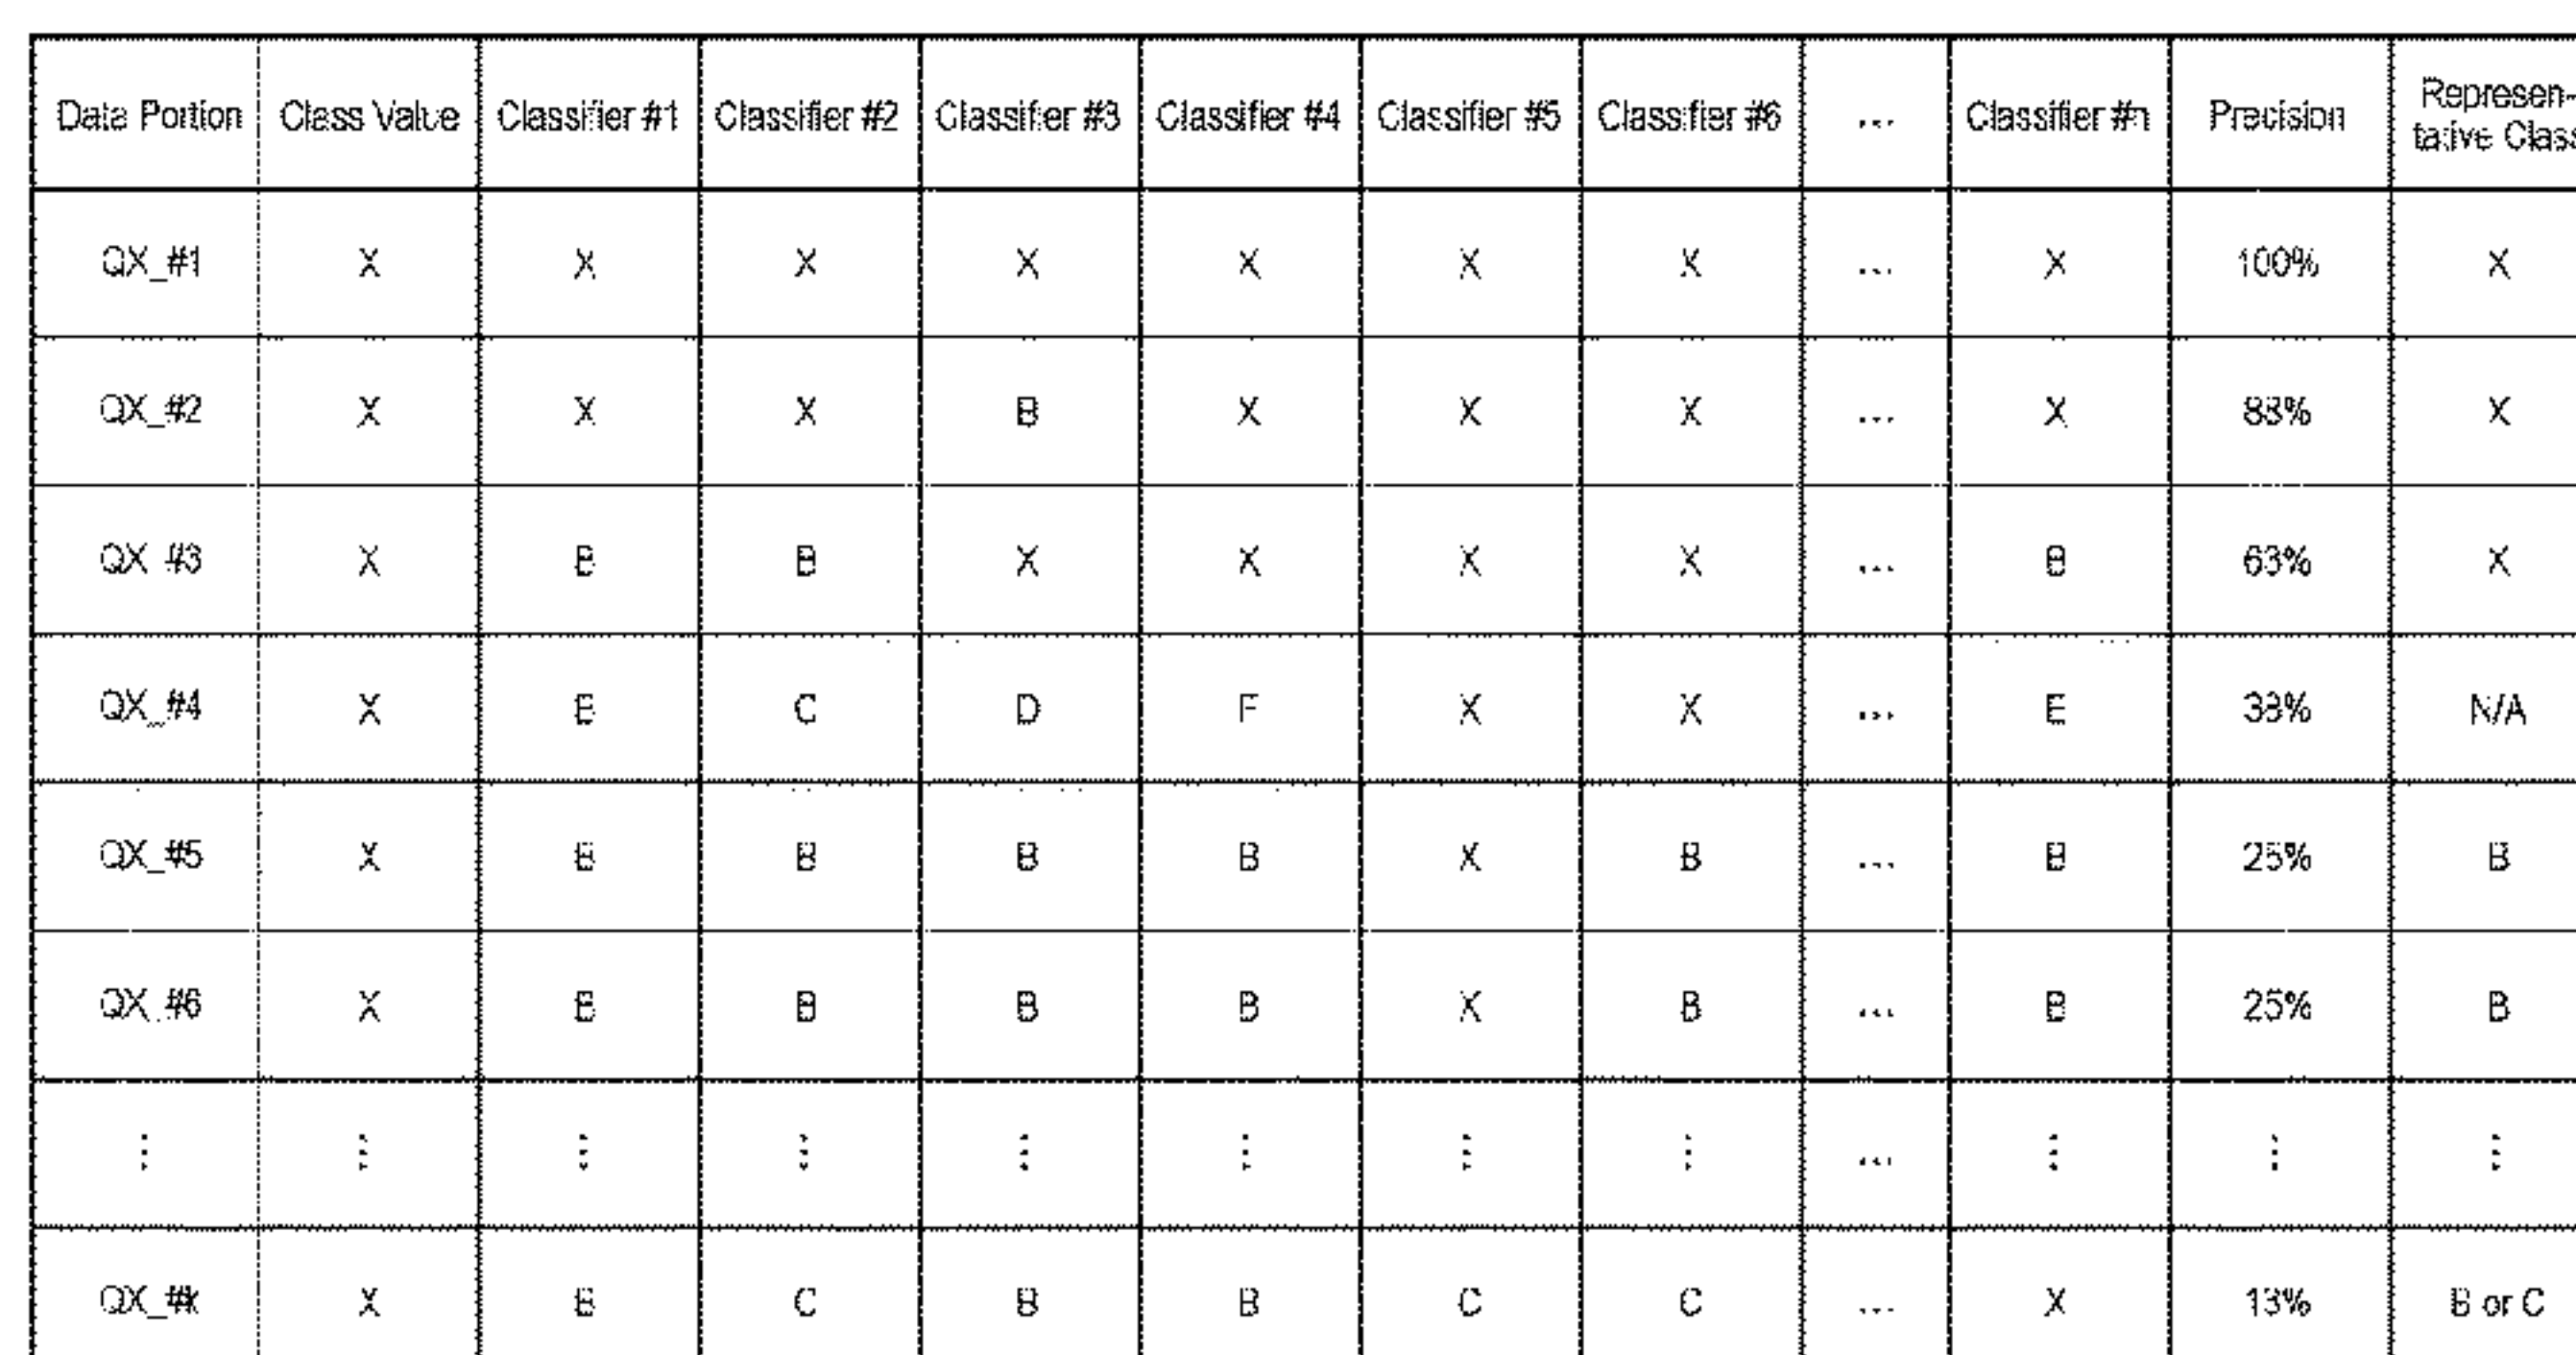 Data Portion Class Value Classifier #1 Classifier #2 Classifier #3 Classifier #4 Classifier #5 Classifier #6 ... Classifier #n Precision Represen-
tative Class
QX_#1 X X X X X X X ... X 100% X
QX_#2 X X X B X X X ... X 88% X
QX_#3 X B B X X X X ... B 63% X
QX_#4 X B C D F X X ... E 38% N/A
QX_#5 X B B B B X B ... B 25% B
QX_#6 X B B B B X B ... B 25% B
⋮ ⋮ ⋮ ⋮ ⋮ ⋮ ⋮ ⋮ ... ⋮ ⋮ ⋮
QX_#k X B C B B C C ... X 13% B or C